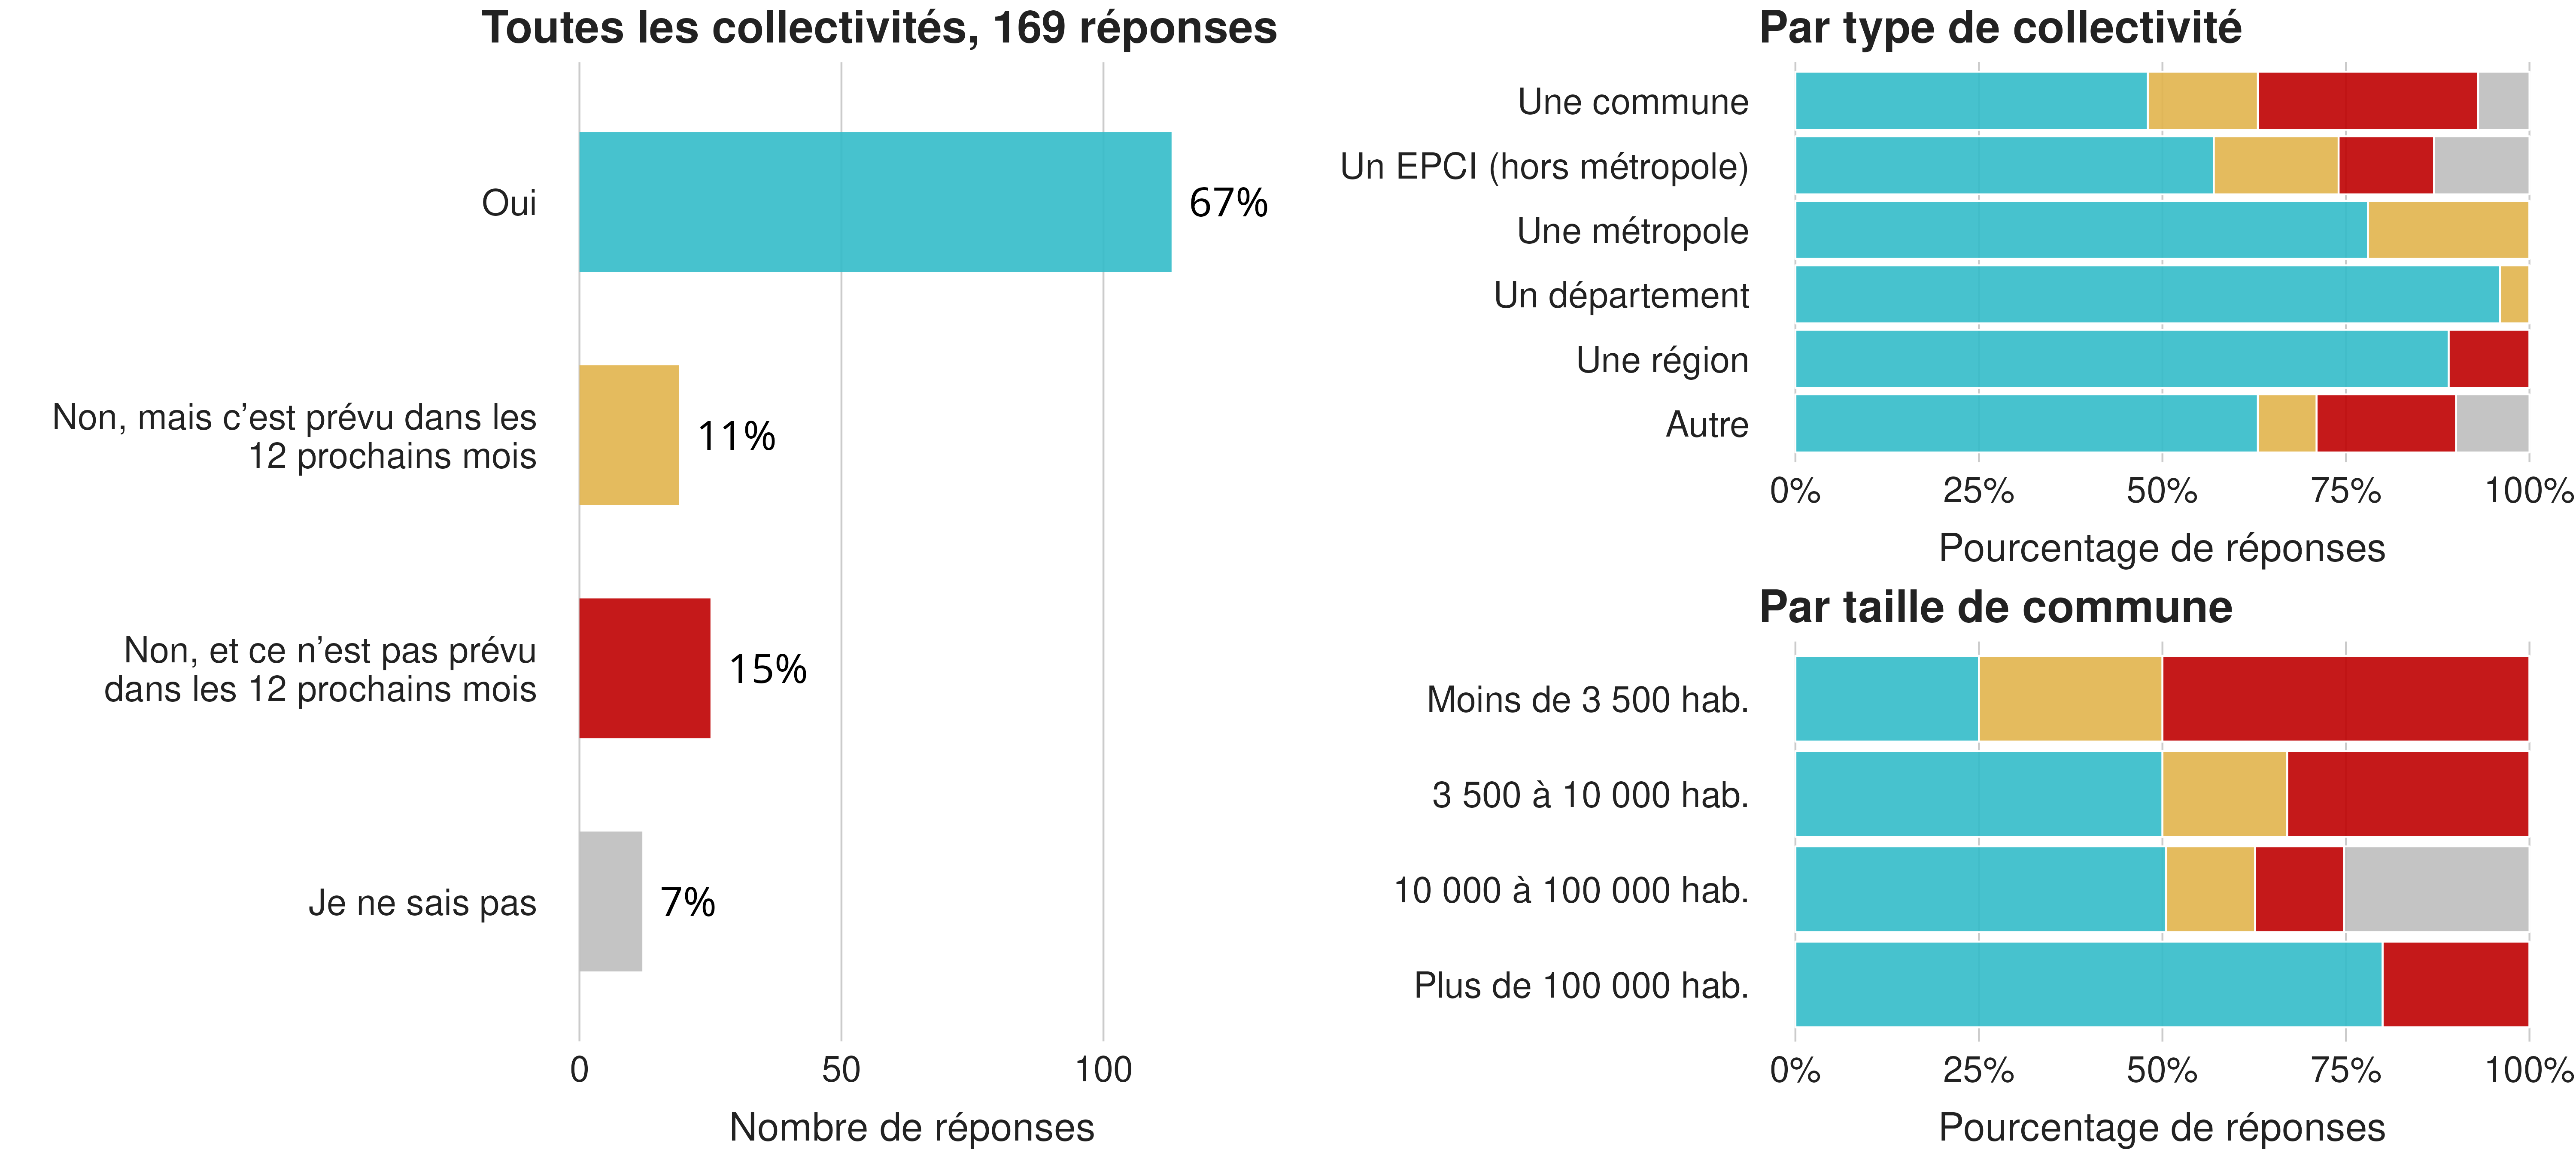 Toutes les collectivités, 169 réponses
Oui
67%
Non, mais c’est prévu dans les
12 prochains mois
11%
Non, et ce n’est pas prévu
dans les 12 prochains mois
15%
Je ne sais pas
7%
0 50 100
Nombre de réponses
Par type de collectivité
Une commune
Un EPCI (hors métropole)
Une métropole
Un département
Une région
Autre
0% 25% 50% 75% 100%
Pourcentage de réponses
Par taille de commune
Moins de 3 500 hab.
3 500 à 10 000 hab.
10 000 à 100 000 hab.
Plus de 100 000 hab.
0% 25% 50% 75% 100%
Pourcentage de réponses